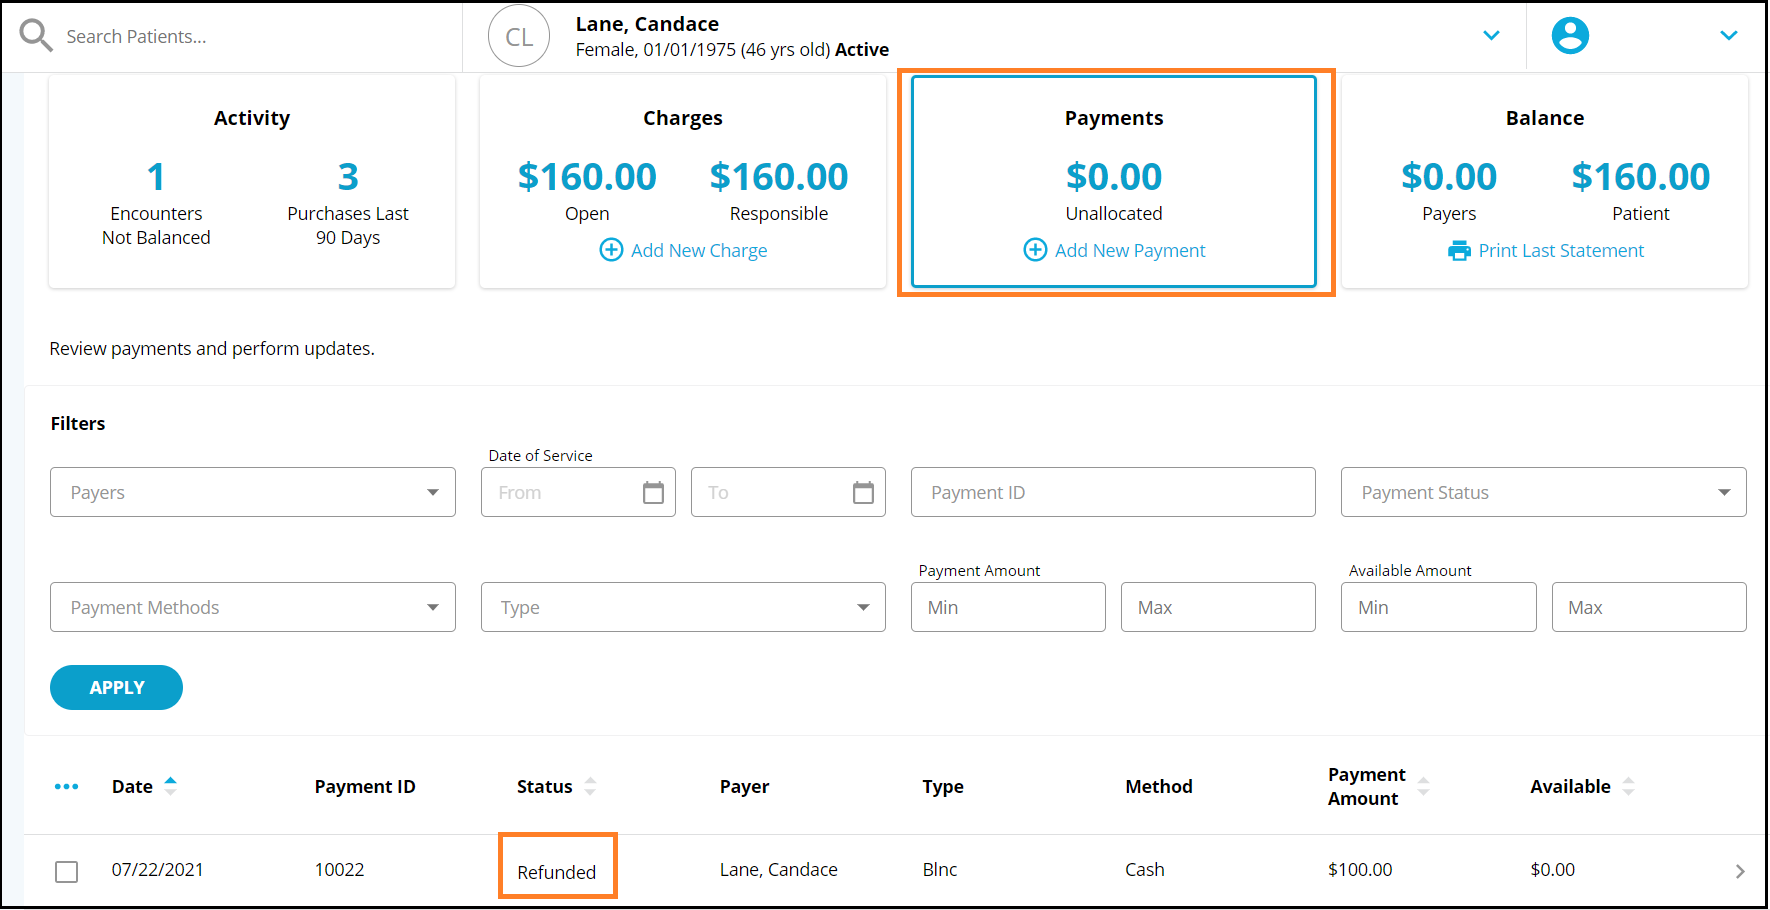 Search Patients...
CL
Lane, Candace
Female, 01/01/1975 (46 yrs old) Active
Activity
1
Encounters
Not Balanced
3
Purchases Last
90 Days
Charges
$160.00
Open
$160.00
Responsible
Add New Charge
Payments
$0.00
Unallocated
Add New Payment
Balance
$0.00
Payers
$160.00
Patient
Print Last Statement
Review payments and perform updates.
Filters
Payers
Date of Service
From
To
Payment ID
Payment Status
Payment Methods
Type
Payment Amount
Min
Max
Available Amount
Min
Max
APPLY
Date
Payment ID
Status
Payer
Type
Method
Payment
Amount
Available
07/22/2021
10022
Refunded
Lane, Candace
Blnc
Cash
$100.00
$0.00